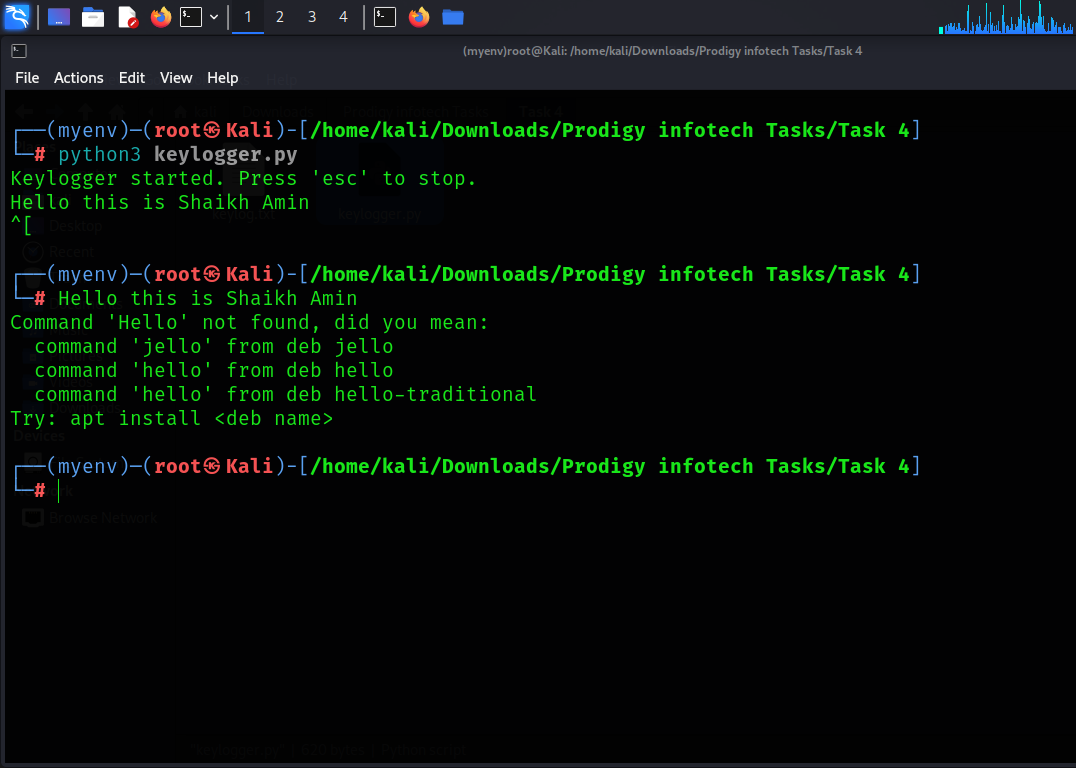 1 2 3 4
(myenv)root@Kali: /home/kali/Downloads/Prodigy infotech Tasks/Task 4
File Actions Edit View Help
┌──(myenv)─(root㉿Kali)-[/home/kali/Downloads/Prodigy infotech Tasks/Task 4]
└─# python3 keylogger.py
Keylogger started. Press 'esc' to stop.
Hello this is Shaikh Amin
^[
Desktop
Recent
┌──(myenv)─(root㉿Kali)-[/home/kali/Downloads/Prodigy infotech Tasks/Task 4]
└─# Hello this is Shaikh Amin
Command 'Hello' not found, did you mean:
command 'jello' from deb jello
command 'hello' from deb hello
command 'hello' from deb hello-traditional
Try: apt install <deb name>
Devices
┌──(myenv)─(root㉿Kali)-[/home/kali/Downloads/Prodigy infotech Tasks/Task 4]
└─#
Browse Network